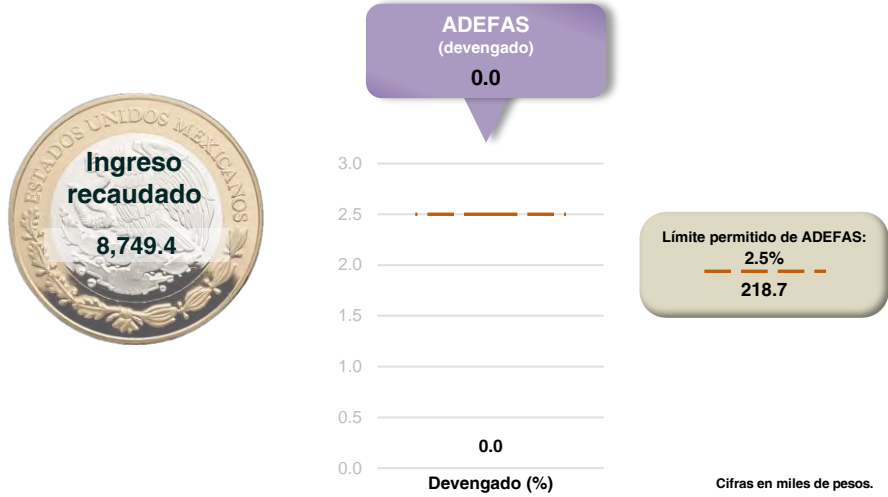 ADEFAS
(devengado)
0.0
ESTADOS UNIDOS MEXICANOS
Ingreso
recaudado
8,749.4
3.0
2.5
2.0
1.5
1.0
0.5
0.0
0.0
Devengado (%)
Límite permitido de ADEFAS:
2.5%
218.7
Cifras en miles de pesos.